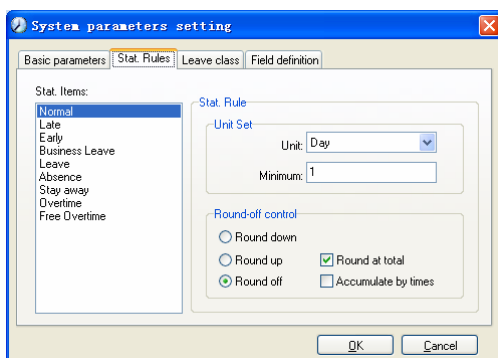 System parameters setting
Basic parameters Stat. Rules Leave class Field definition
Stat. Items:
Normal
Late
Early
Business Leave
Leave
Absence
Stay away
Overtime
Free Overtime
Stat. Rule
Unit Set
Unit: Day
Minimum: 1
Round-off control
Round down
Round up Round at total
Round off Accumulate by times
OK Cancel